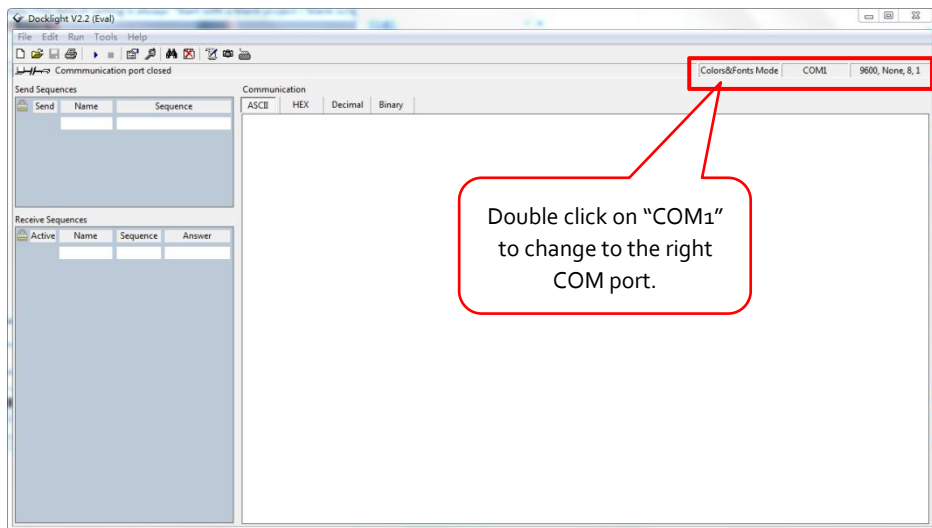 Docklight V2.2 (Eval)
File Edit Run Tools Help
Commmunication port closed
Colors&Fonts Mode COM1 9600, None, 8, 1
Send Sequences
Send Name Sequence
Communication
ASCII HEX Decimal Binary
Receive Sequences
Active Name Sequence Answer
Double click on “COM1”
to change to the right
COM port.